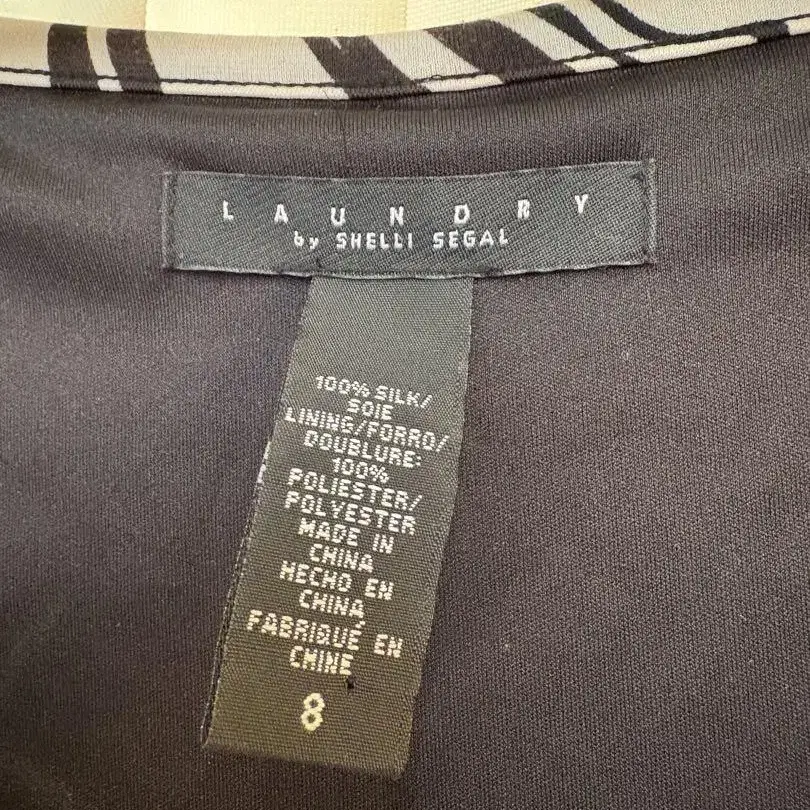 LAUNDRY
by SHELLI SEGAL
100% SILK/
SOIE
LINING/FORRO/
DOUBLURE:
100%
POLIESTER/
POLYESTER
MADE IN
CHINA
HECHO EN
CHINA
FABRIQUÉ EN
CHINE
8